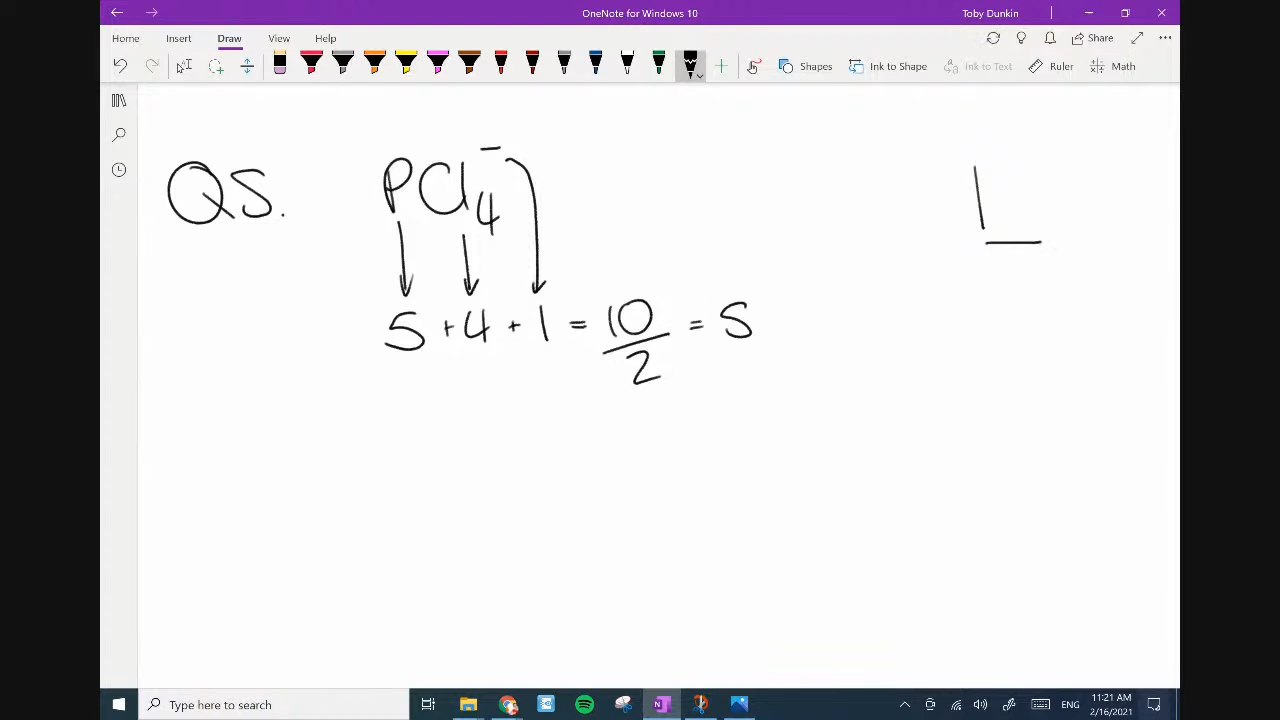 OneNote for Windows 10
Toby Dunkin
Home Insert Draw View Help
Share
Shapes Ink to Shape Ink to Text Ruler Math
Q5. PCl₄⁻
5 + 4 + 1 = 10/2 = 5
Type here to search
ENG
11:21 AM
2/16/2021